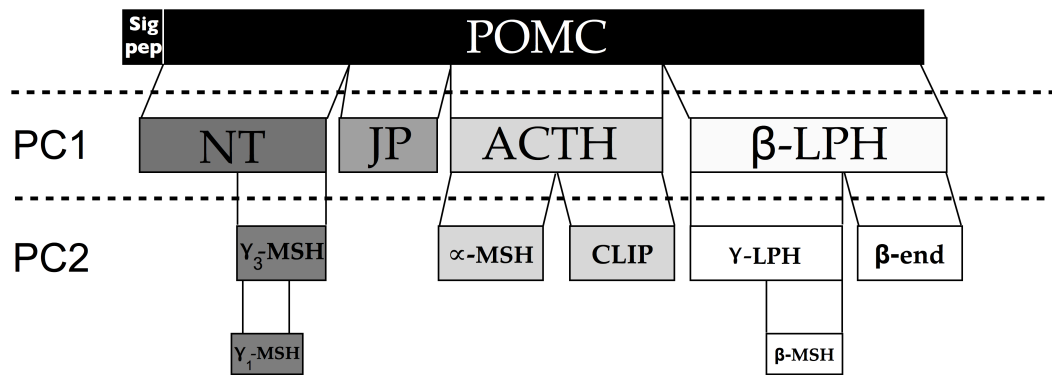 Sig
pep
POMC
PC1
NT
JP
ACTH
β-LPH
PC2
γ3-MSH
∝-MSH
CLIP
γ-LPH
β-end
γ1-MSH
β-MSH